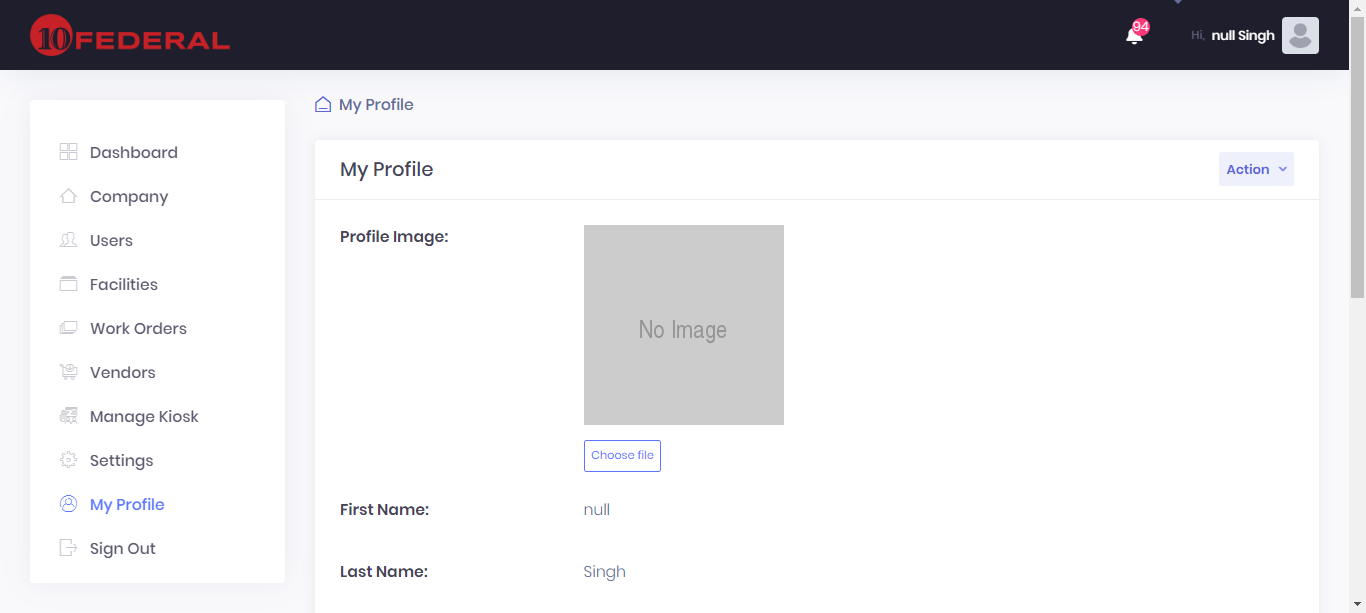 10 FEDERAL
94
Hi, null Singh
Dashboard
Company
Users
Facilities
Work Orders
Vendors
Manage Kiosk
Settings
My Profile
Sign Out
My Profile
My Profile
Action
Profile Image:
No Image
Choose file
First Name: null
Last Name: Singh